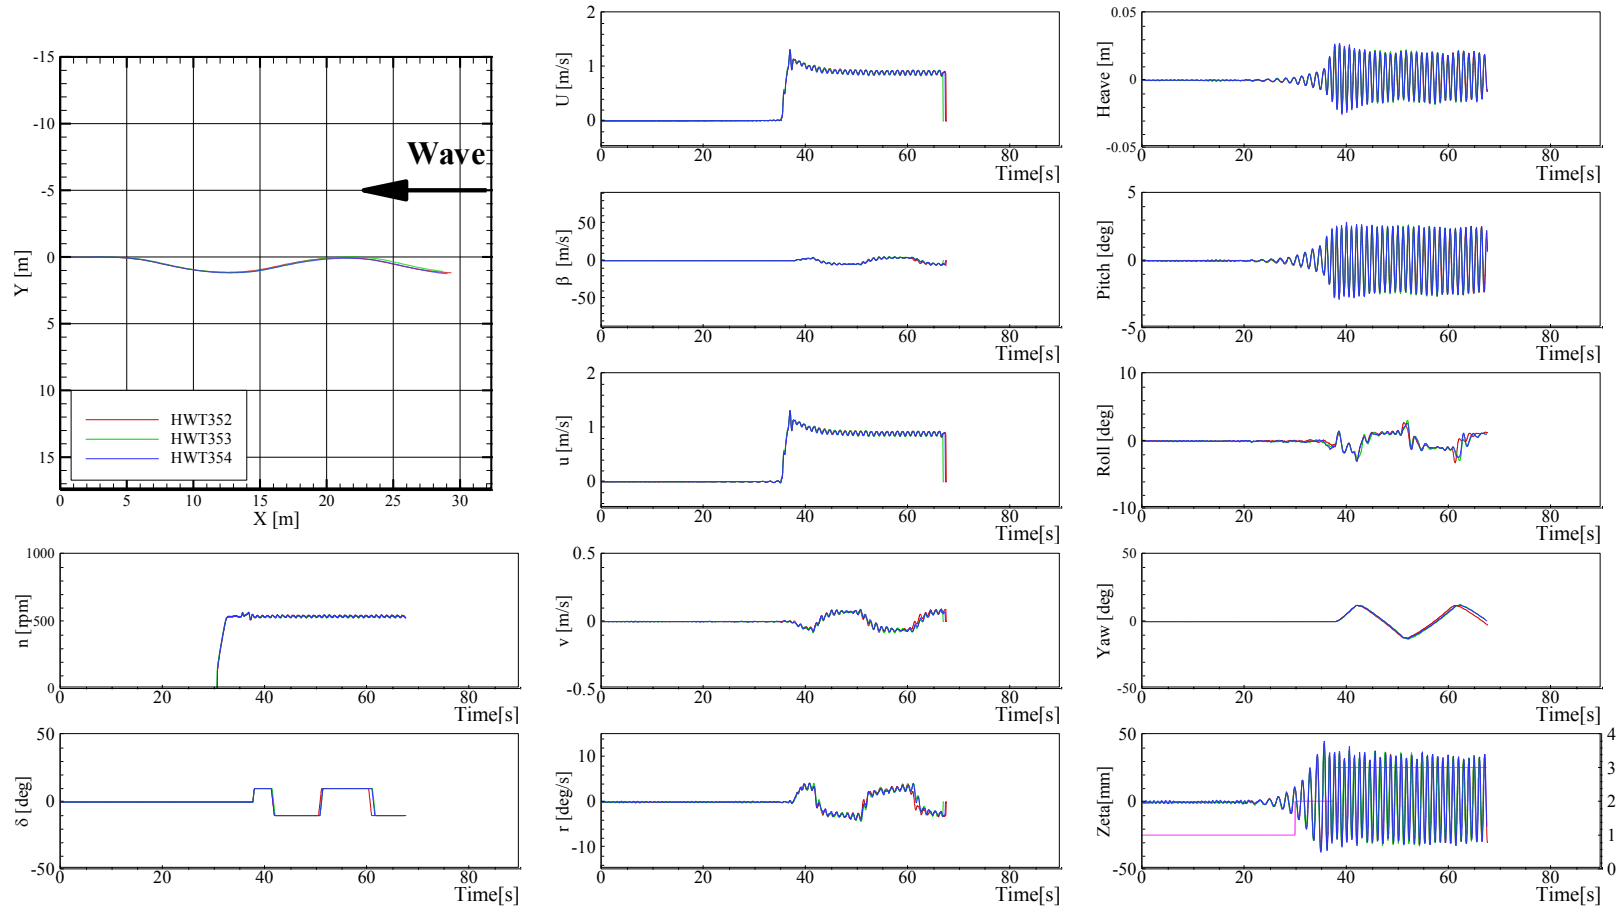 -15
-10
-5
0
5
10
15
Y [m]
Wave
HWT352
HWT353
HWT354
0 5 10 15 20 25 30
X [m]
1000
500
0
n [rpm]
0 20 40 60 80
Time[s]
50
0
-50
δ [deg]
0 20 40 60 80
Time[s]
2
1
0
U [m/s]
0 20 40 60 80
Time[s]
50
0
-50
β [m/s]
0 20 40 60 80
Time[s]
2
1
0
u [m/s]
0 20 40 60 80
Time[s]
0.5
0
-0.5
v [m/s]
0 20 40 60 80
Time[s]
10
0
-10
r [deg/s]
0 20 40 60 80
Time[s]
0.05
0
-0.05
Heave [m]
0 20 40 60 80
Time[s]
5
0
-5
Pitch [deg]
0 20 40 60 80
Time[s]
10
0
-10
Roll [deg]
0 20 40 60 80
Time[s]
50
0
-50
Yaw [deg]
0 20 40 60 80
Time[s]
50
0
-50
Zeta[mm]
4
3
2
1
0
0 20 40 60 80
Time[s]